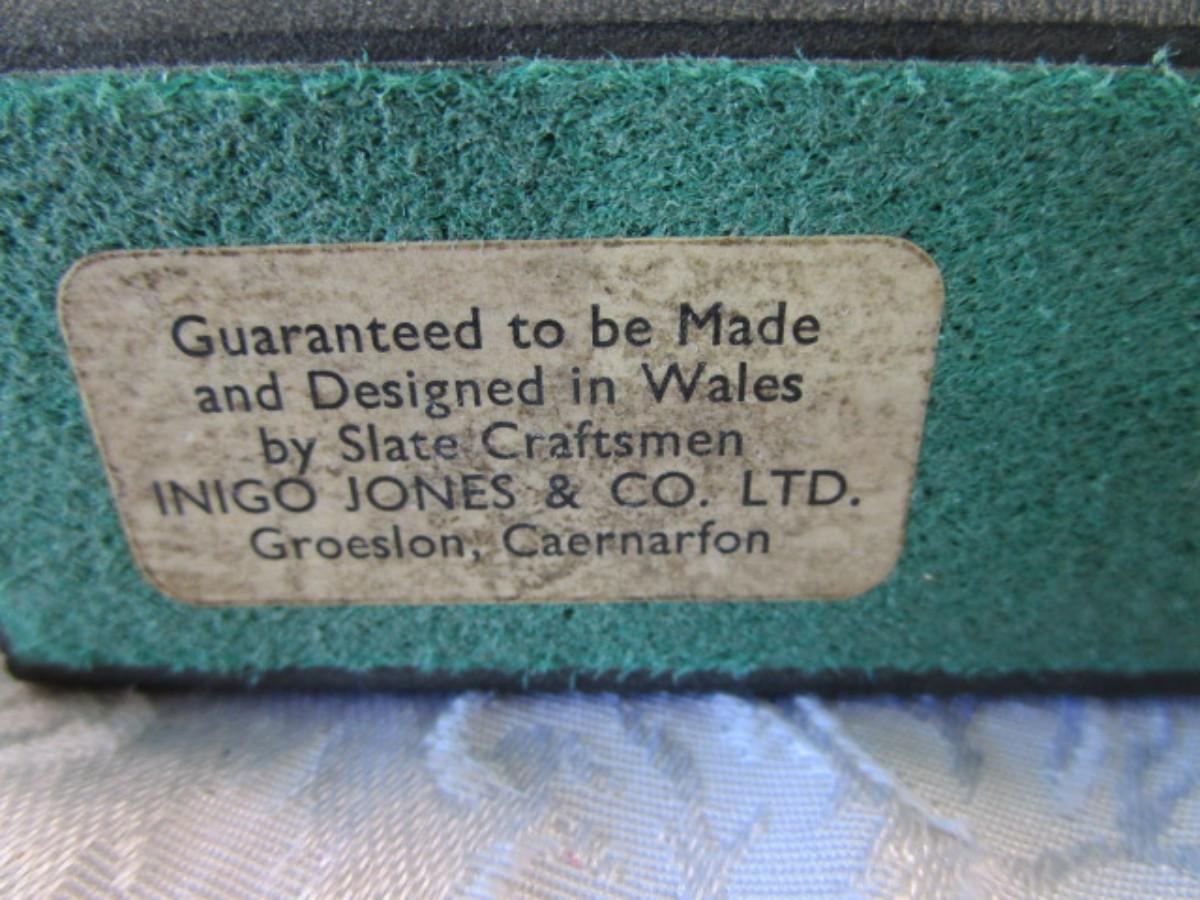 Guaranteed to be Made
and Designed in Wales
by Slate Craftsmen
INIGO JONES & CO. LTD.
Groeslon, Caernarfon